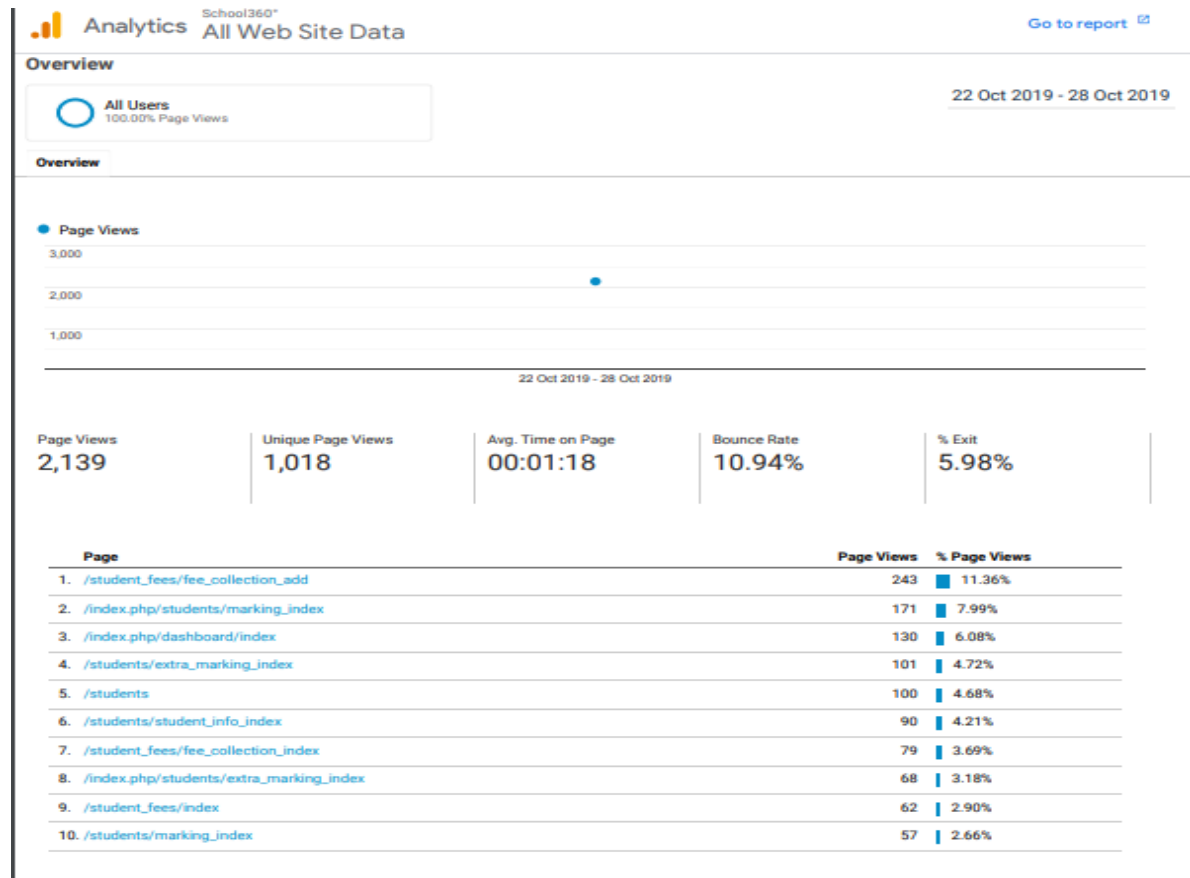 School360"
Analytics All Web Site Data
Go to report
Overview
All Users
100.00% Page Views
22 Oct 2019 - 28 Oct 2019
Overview
Page Views
3,000
2,000
1,000
22 Oct 2019 - 28 Oct 2019
Page Views Unique Page Views Avg. Time on Page Bounce Rate % Exit
2,139 1,018 00:01:18 10.94% 5.98%
Page Page Views % Page Views
1. /student_fees/fee_collection_add 243 11.36%
2. /index.php/students/marking_index 171 7.99%
3. /index.php/dashboard/index 130 6.08%
4. /students/extra_marking_index 101 4.72%
5. /students 100 4.68%
6. /students/student_info_index 90 4.21%
7. /student_fees/fee_collection_index 79 3.69%
8. /index.php/students/extra_marking_index 68 3.18%
9. /student_fees/index 62 2.90%
10. /students/marking_index 57 2.66%